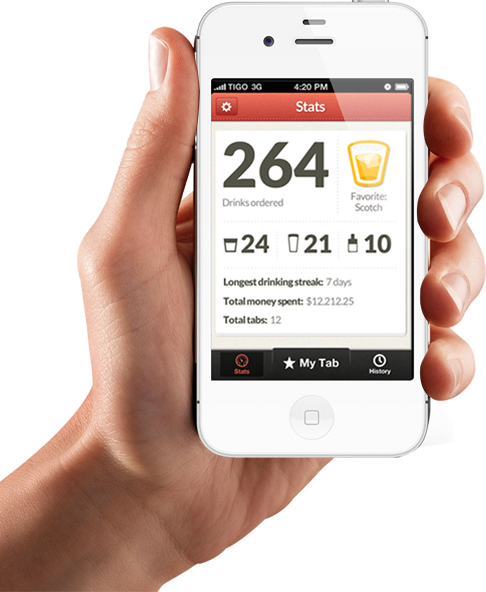 TIGO 3G 4:20 PM
Stats
264
Drinks ordered
Favorite:
Scotch
24 21 10
Longest drinking streak: 7 days
Total money spent: $12,212.25
Total tabs: 12
Stats My Tab History